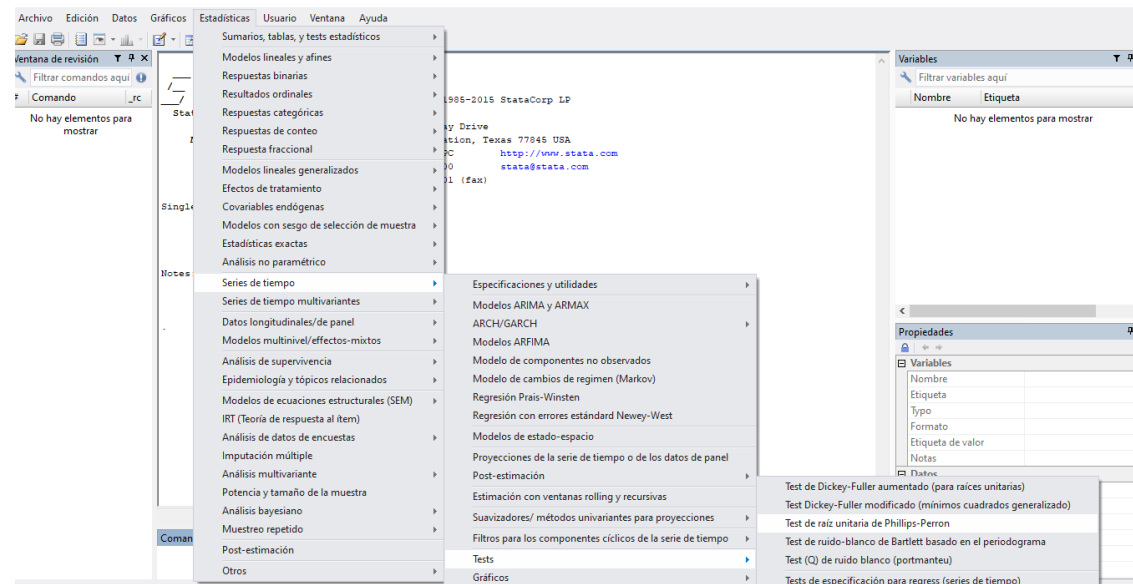 Archivo Edición Datos Gráficos Estadísticas Usuario Ventana Ayuda
Ventana de revisión
Filtrar comandos aquí
# Comando _rc
No hay elementos para
mostrar
Sumarios, tablas, y tests estadísticos
Modelos lineales y afines
Respuestas binarias
Resultados ordinales
Respuestas categóricas
Respuestas de conteo
Respuesta fraccional
Modelos lineales generalizados
Efectos de tratamiento
Covariables endógenas
Modelos con sesgo de selección de muestra
Estadísticas exactas
Análisis no paramétrico
Series de tiempo
Series de tiempo multivariantes
Datos longitudinales/de panel
Modelos multinivel/effectos-mixtos
Análisis de supervivencia
Epidemiología y tópicos relacionados
Modelos de ecuaciones estructurales (SEM)
IRT (Teoría de respuesta al ítem)
Análisis de datos de encuestas
Imputación múltiple
Análisis multivariante
Potencia y tamaño de la muestra
Análisis bayesiano
Muestreo repetido
Post-estimación
Otros
Stat
Single
Notes:
.
Coman
1985-2015 StataCorp LP
ay Drive
ation, Texas 77845 USA
PC http://www.stata.com
00 stata@stata.com
01 (fax)
Especificaciones y utilidades
Modelos ARIMA y ARMAX
ARCH/GARCH
Modelos ARFIMA
Modelo de componentes no observados
Modelo de cambios de regimen (Markov)
Regresión Prais-Winsten
Regresión con errores estándard Newey-West
Modelos de estado-espacio
Proyecciones de la serie de tiempo o de los datos de panel
Post-estimación
Estimación con ventanas rolling y recursivas
Suavizadores/ métodos univariantes para proyecciones
Filtros para los componentes cíclicos de la serie de tiempo
Tests
Gráficos
Test de Dickey-Fuller aumentado (para raíces unitarias)
Test Dickey-Fuller modificado (mínimos cuadrados generalizado)
Test de raíz unitaria de Phillips-Perron
Test de ruido-blanco de Bartlett basado en el periodograma
Test (Q) de ruido blanco (portmanteu)
Tests de especificación para regress (series de tiempo)
Variables
Filtrar variables aquí
Nombre Etiqueta
No hay elementos para mostrar
Propiedades
Variables
Nombre
Etiqueta
Typo
Formato
Etiqueta de valor
Notas
Datos